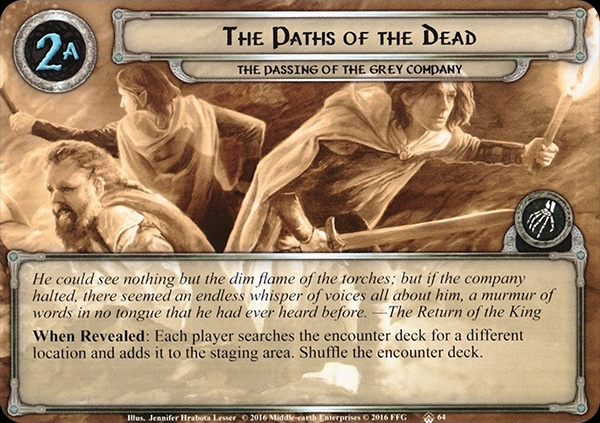 2A
The Paths of the Dead
The Passing of the Grey Company
He could see nothing but the dim flame of the torches; but if the company
halted, there seemed an endless whisper of voices all about him, a murmur of
words in no tongue that he had ever heard before. —The Return of the King
When Revealed: Each player searches the encounter deck for a different
location and adds it to the staging area. Shuffle the encounter deck.
Illus. Jennifer Hrabota Lesser © 2016 Middle-earth Enterprises © 2016 FFG 64